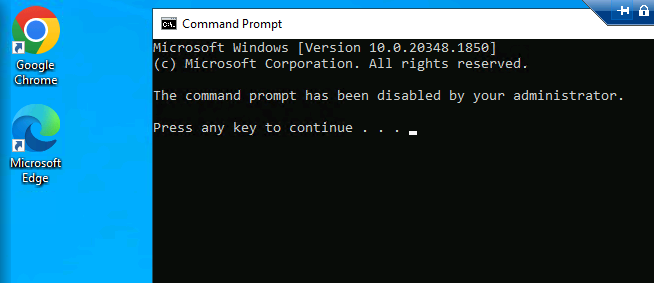 Google
Chrome
Microsoft
Edge
Command Prompt
Microsoft Windows [Version 10.0.20348.1850]
(c) Microsoft Corporation. All rights reserved.
The command prompt has been disabled by your administrator.
Press any key to continue . . .